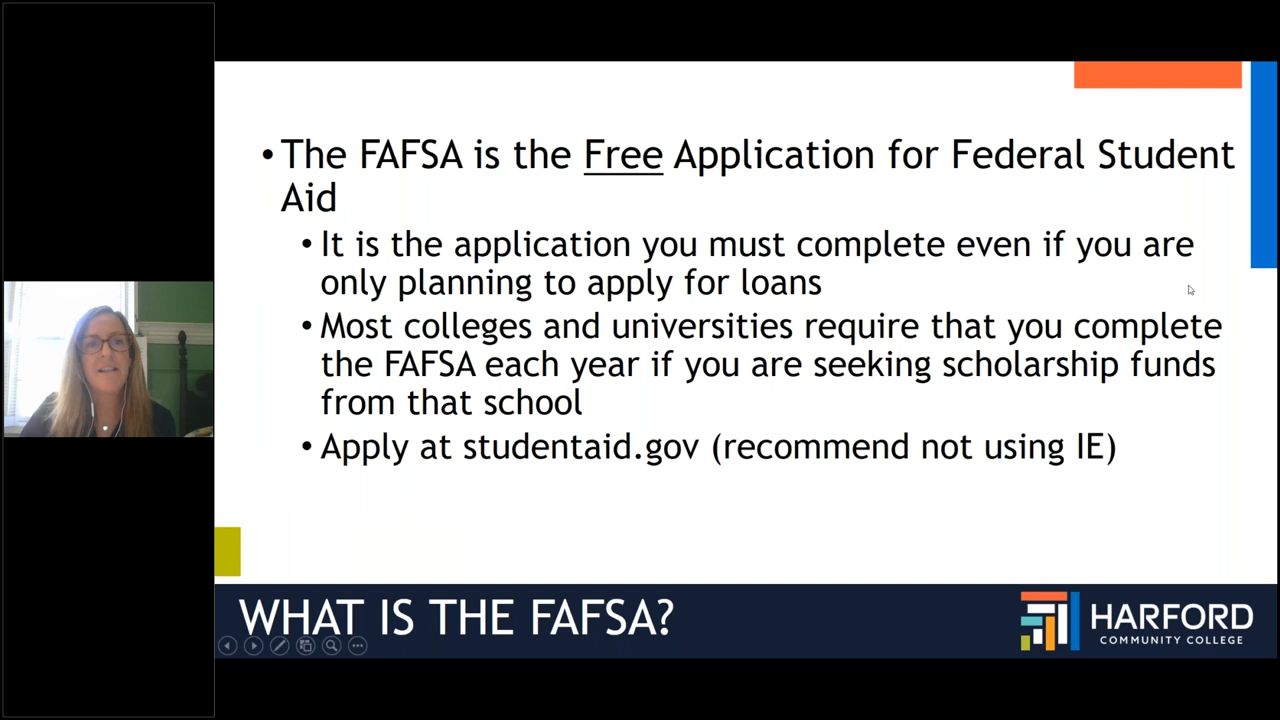 • The FAFSA is the Free Application for Federal Student
Aid
• It is the application you must complete even if you are
only planning to apply for loans
• Most colleges and universities require that you complete
the FAFSA each year if you are seeking scholarship funds
from that school
• Apply at studentaid.gov (recommend not using IE)
WHAT IS THE FAFSA?
HARFORD
COMMUNITY COLLEGE